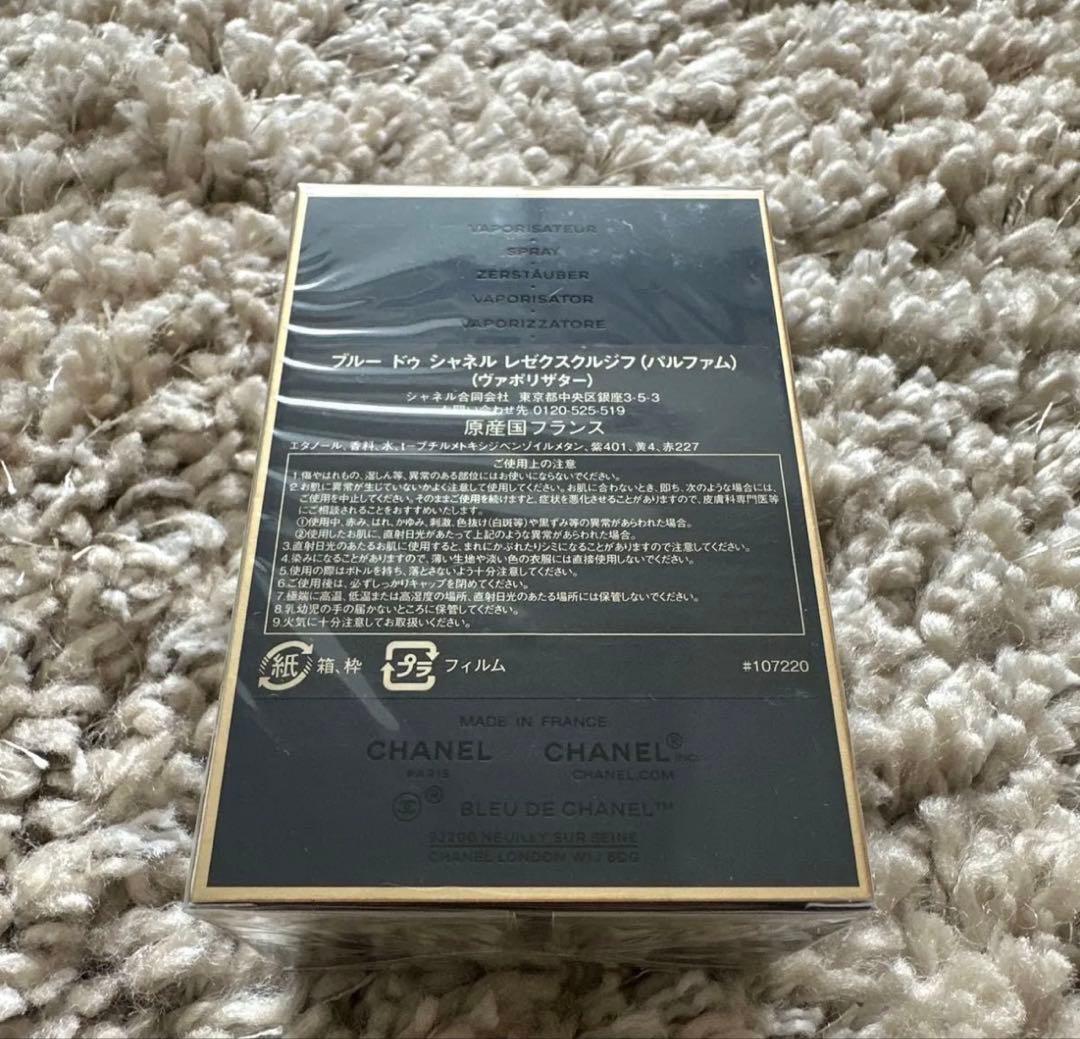 VAPORISATEUR
SPRAY
ZERSTÄUBER
VAPORISATOR
VAPORIZZATORE
ブルー ドゥ シャネル レゼクスクルジフ(パルファム)
(ヴァポリザター)
シャネル合同会社 東京都中央区銀座3-5-3
お問い合わせ先 0120-525-519
原産国フランス
エタノール、香料、水、t-ブチルメトキシジベンゾイルメタン、紫401、黄4、赤227
ご使用上の注意
1.傷やはれもの、湿しん等、異常のある部位にはお使いにならないでください。
2.お肌に異常が生じていないかよく注意して使用してください。お肌に合わないとき、即ち、次のような場合には、
ご使用を中止してください。そのままご使用を続けますと、症状を悪化させることがありますので、皮膚科専門医等
にご相談されることをおすすめいたします。
①使用中、赤み、はれ、かゆみ、刺激、色抜け(白斑等)や黒ずみ等の異常があらわれた場合。
②使用したお肌に、直射日光があたって上記のような異常があらわれた場合。
3.直射日光のあたるお肌に使用すると、まれにかぶれたりシミになることがありますので注意してください。
4.染みになることがありますので、薄い生地や淡い色の衣服には直接使用しないでください。
5.使用の際はボトルを持ち、落とさないよう十分注意してください。
6.ご使用後は、必ずしっかりキャップを閉めてください。
7.極端に高温、低温または高湿度の場所、直射日光のあたる場所には保管しないでください。
8.乳幼児の手の届かないところに保管してください。
9.火気に十分注意してお取扱いください。
紙 箱、枠 プラ フィルム #107220
MADE IN FRANCE
CHANEL CHANEL® INC.
PARIS CHANEL.COM
® BLEU DE CHANEL™
92200 NEUILLY SUR SEINE
CHANEL LONDON W1J 6DG